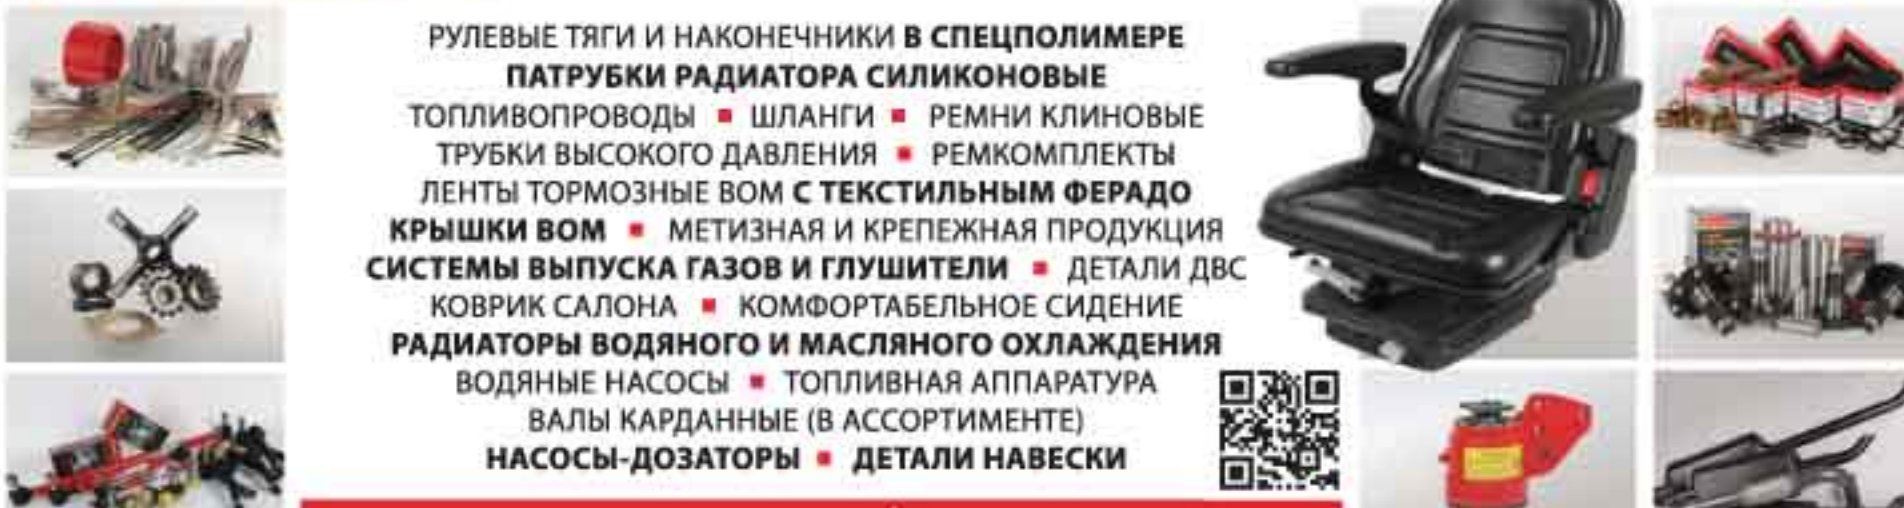 РУЛЕВЫЕ ТЯГИ И НАКОНЕЧНИКИ В СПЕЦПОЛИМЕРЕ
ПАТРУБКИ РАДИАТОРА СИЛИКОНОВЫЕ
ТОПЛИВОПРОВОДЫ ▪ ШЛАНГИ ▪ РЕМНИ КЛИНОВЫЕ
ТРУБКИ ВЫСОКОГО ДАВЛЕНИЯ ▪ РЕМКОМПЛЕКТЫ
ЛЕНТЫ ТОРМОЗНЫЕ ВОМ С ТЕКСТИЛЬНЫМ ФЕРАДО
КРЫШКИ ВОМ ▪ МЕТИЗНАЯ И КРЕПЕЖНАЯ ПРОДУКЦИЯ
СИСТЕМЫ ВЫПУСКА ГАЗОВ И ГЛУШИТЕЛИ ▪ ДЕТАЛИ ДВС
КОВРИК САЛОНА ▪ КОМФОРТАБЕЛЬНОЕ СИДЕНИЕ
РАДИАТОРЫ ВОДЯНОГО И МАСЛЯНОГО ОХЛАЖДЕНИЯ
ВОДЯНЫЕ НАСОСЫ ▪ ТОПЛИВНАЯ АППАРАТУРА
ВАЛЫ КАРДАННЫЕ (В АССОРТИМЕНТЕ)
НАСОСЫ-ДОЗАТОРЫ ▪ ДЕТАЛИ НАВЕСКИ